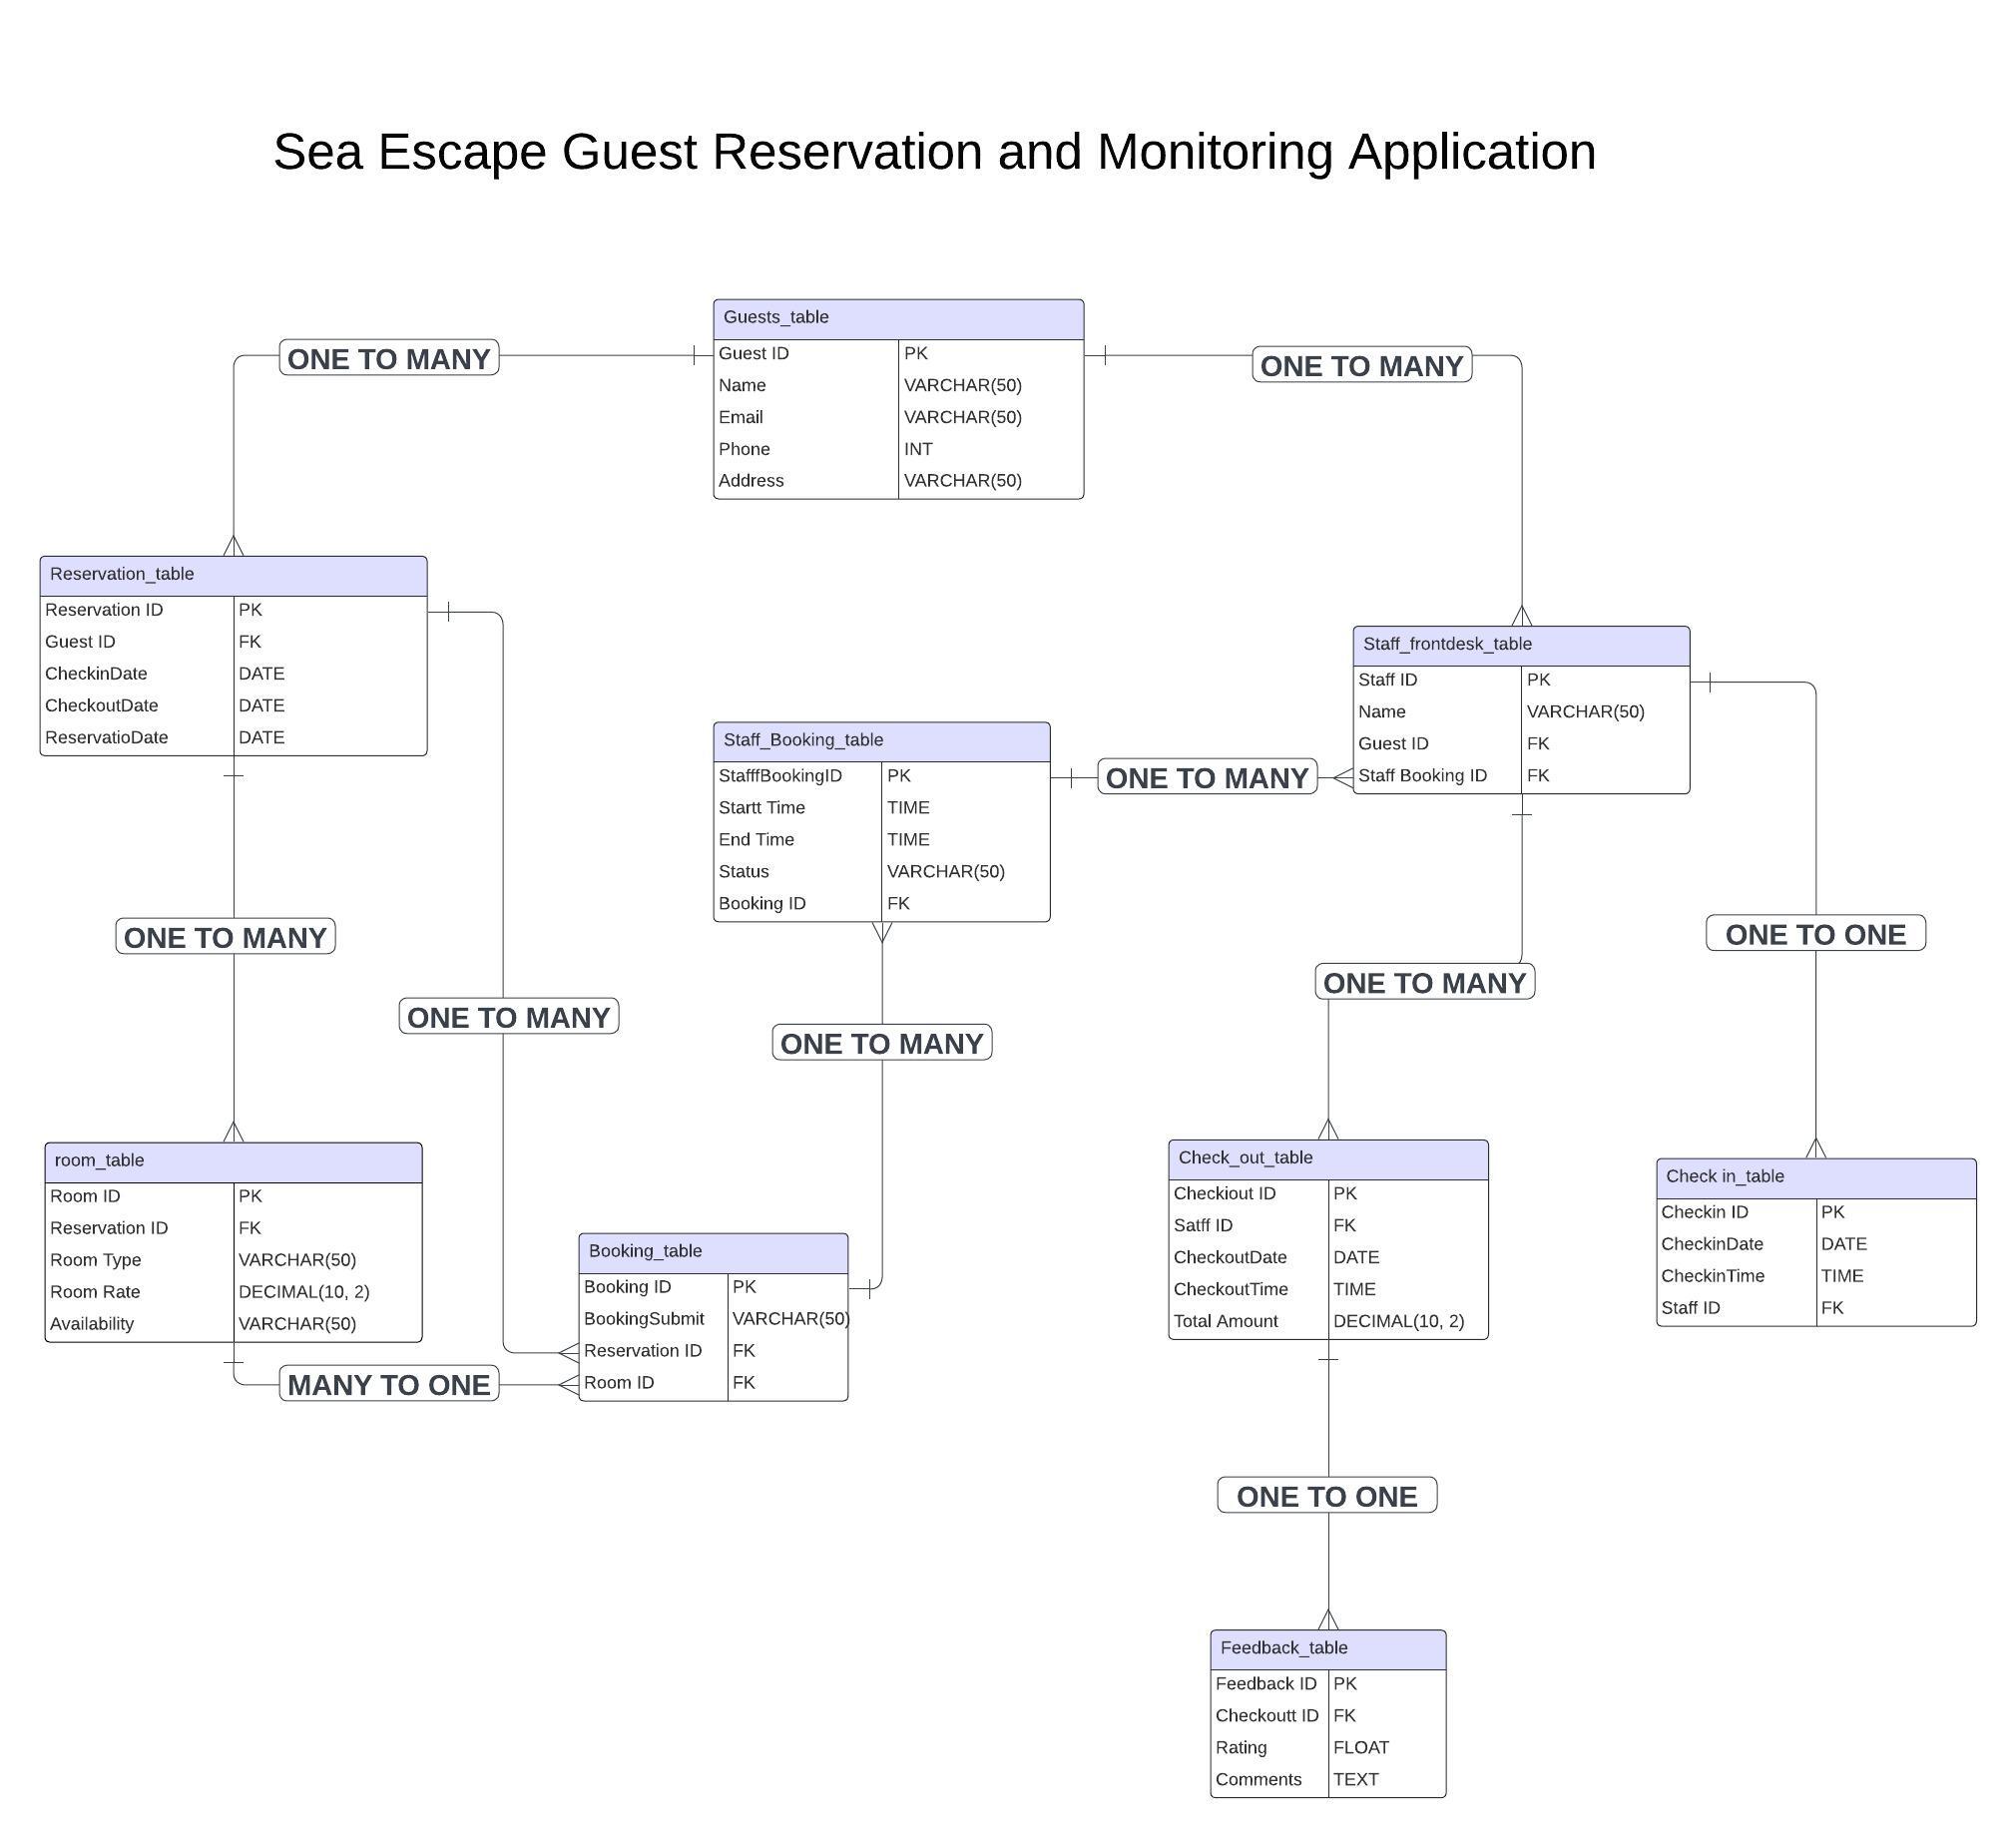 Sea Escape Guest Reservation and Monitoring Application
Guests_table
Guest ID PK
Name VARCHAR(50)
Email VARCHAR(50)
Phone INT
Address VARCHAR(50)
ONE TO MANY
ONE TO MANY
Reservation_table
Reservation ID PK
Guest ID FK
CheckinDate DATE
CheckoutDate DATE
ReservatioDate DATE
Staff_frontdesk_table
Staff ID PK
Name VARCHAR(50)
Guest ID FK
Staff Booking ID FK
Staff_Booking_table
StafffBookingID PK
Startt Time TIME
End Time TIME
Status VARCHAR(50)
Booking ID FK
ONE TO MANY
ONE TO MANY
ONE TO MANY
ONE TO MANY
ONE TO MANY
ONE TO ONE
room_table
Room ID PK
Reservation ID FK
Room Type VARCHAR(50)
Room Rate DECIMAL(10, 2)
Availability VARCHAR(50)
MANY TO ONE
Booking_table
Booking ID PK
BookingSubmit VARCHAR(50)
Reservation ID FK
Room ID FK
Check_out_table
Checkiout ID PK
Satff ID FK
CheckoutDate DATE
CheckoutTime TIME
Total Amount DECIMAL(10, 2)
Check in_table
Checkin ID PK
CheckinDate DATE
CheckinTime TIME
Staff ID FK
ONE TO ONE
Feedback_table
Feedback ID PK
Checkoutt ID FK
Rating FLOAT
Comments TEXT